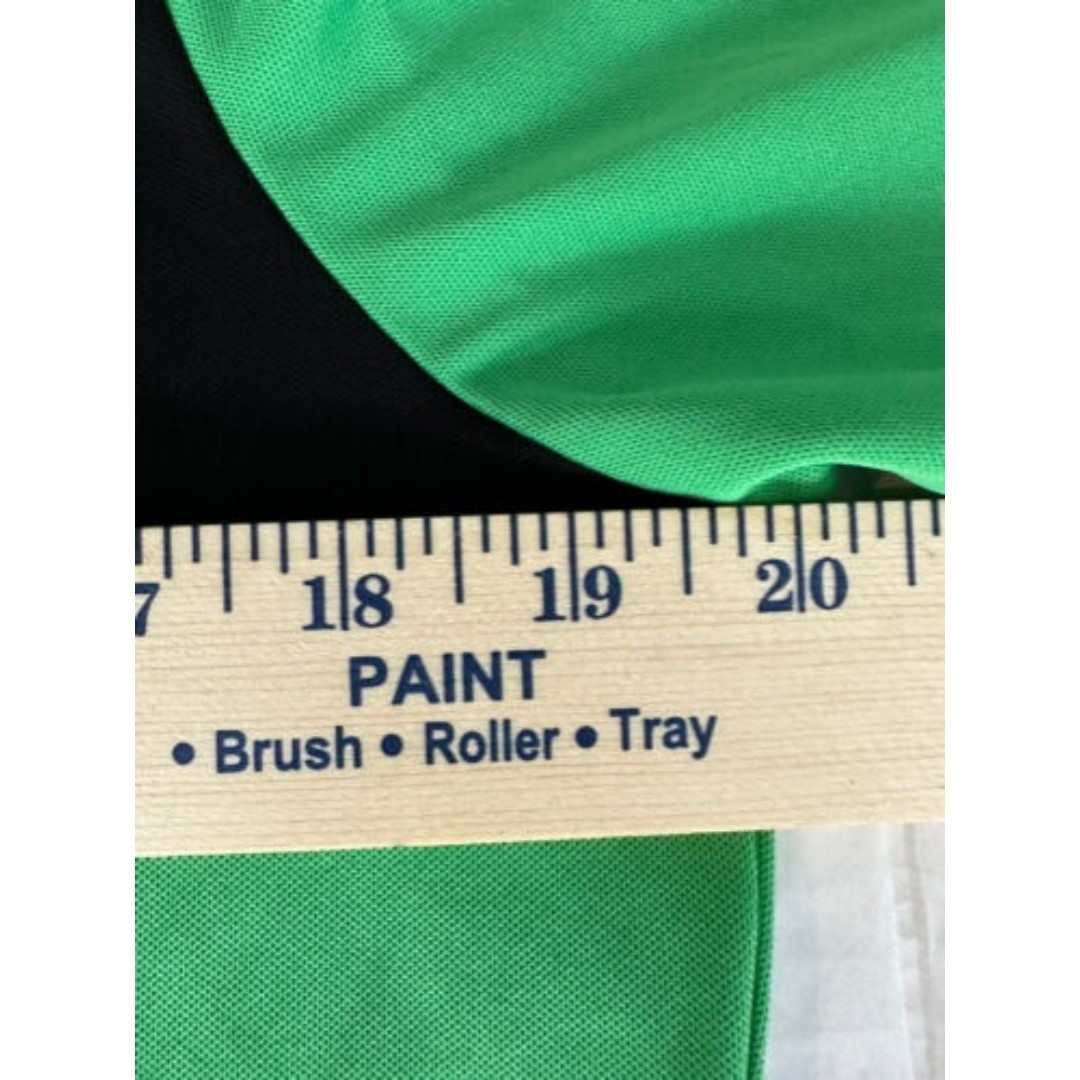 7 18 19 20
PAINT
• Brush • Roller • Tray